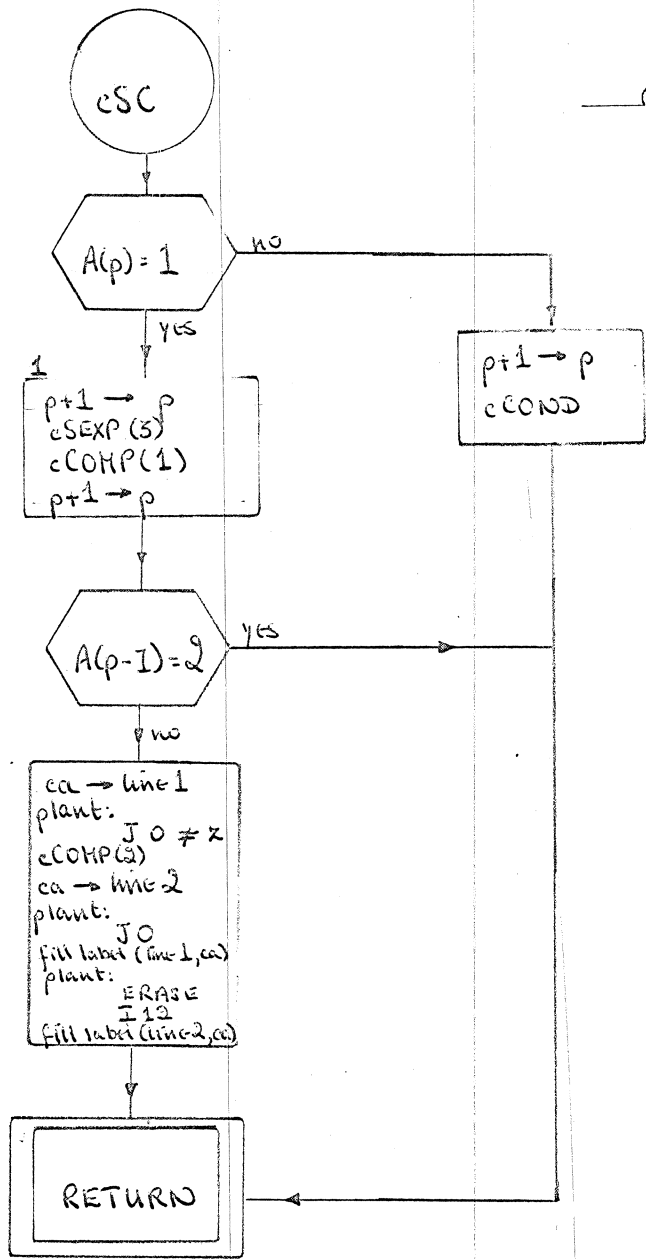 cSC
A(p)=1
no
yes
p+1 → p
cCOND
1
p+1 → p
cSEXP(5)
cCOMP(1)
p+1 → p
A(p-1)=2
yes
no
ca → line 1
plant:
J 0 ≠ z
cCOMP(2)
ca → line 2
plant:
J 0
fill label (line 1, ca)
plant:
ERASE
I12
fill label (line 2, ca)
RETURN